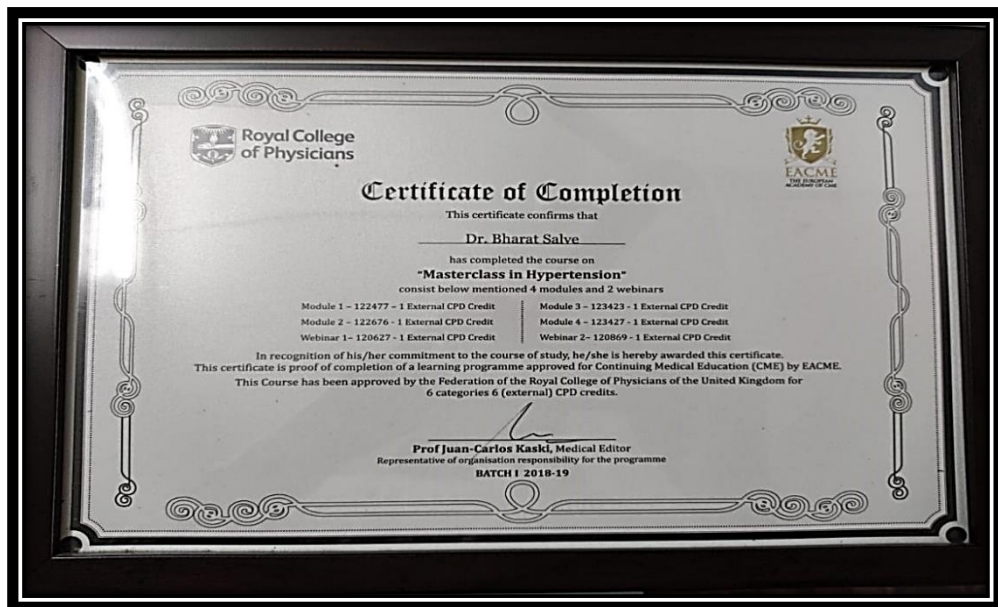 Royal College
of Physicians
EACME
THE EUROPEAN
ACADEMY OF CME
Certificate of Completion
This certificate confirms that
Dr. Bharat Salve
has completed the course on
"Masterclass in Hypertension"
consist below mentioned 4 modules and 2 webinars
Module 1 – 122477 – 1 External CPD Credit
Module 2 – 122676 - 1 External CPD Credit
Webinar 1– 120627 - 1 External CPD Credit
Module 3 – 123423 - 1 External CPD Credit
Module 4 – 123427 - 1 External CPD Credit
Webinar 2– 120869 - 1 External CPD Credit
In recognition of his/her commitment to the course of study, he/she is hereby awarded this certificate.
This certificate is proof of completion of a learning programme approved for Continuing Medical Education (CME) by EACME.
This Course has been approved by the Federation of the Royal College of Physicians of the United Kingdom for
6 categories 6 (external) CPD credits.
Prof Juan-Carlos Kaski, Medical Editor
Representative of organisation responsibility for the programme
BATCH I 2018-19